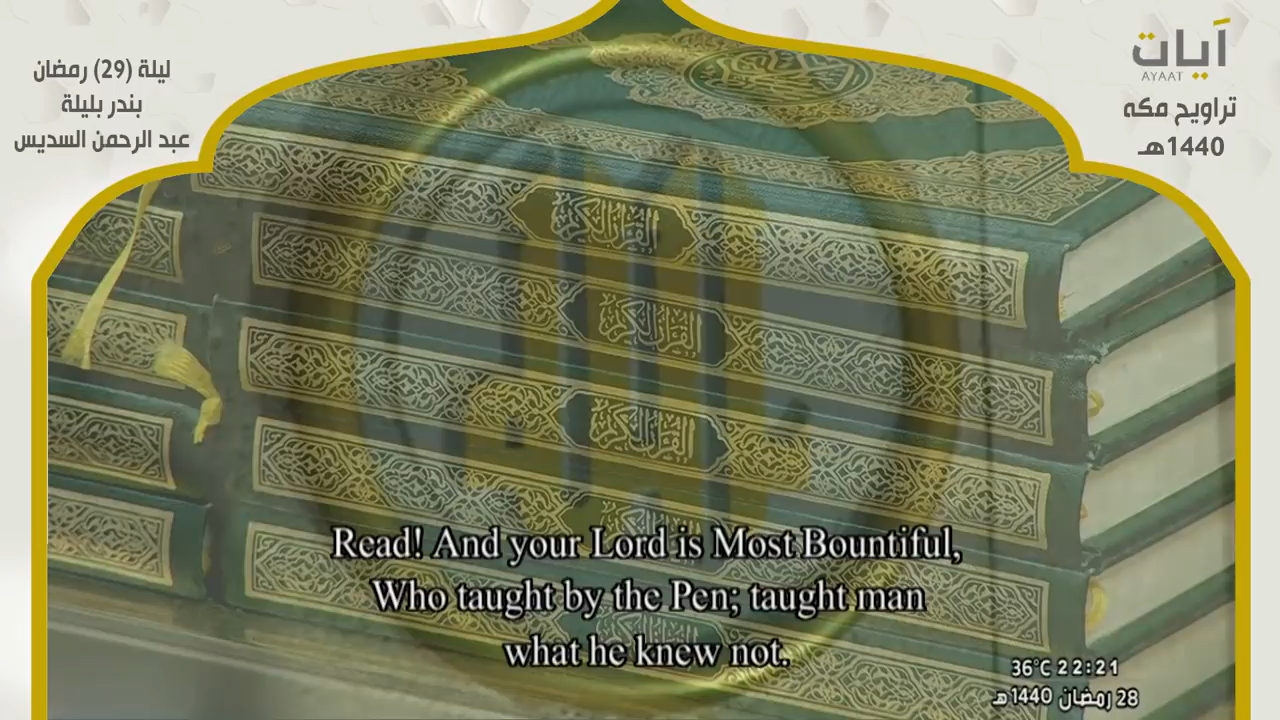 ليلة (29) رمضان
بندر بليلة
عبد الرحمن السديس
آيات
AYAAT
تراويح مكه
1440هـ
القرآن الكريم
القرآن الكريم
القرآن الكريم
Read! And your Lord is Most Bountiful,
Who taught by the Pen; taught man
what he knew not.
36°C 22:21
28 رمضان 1440هـ